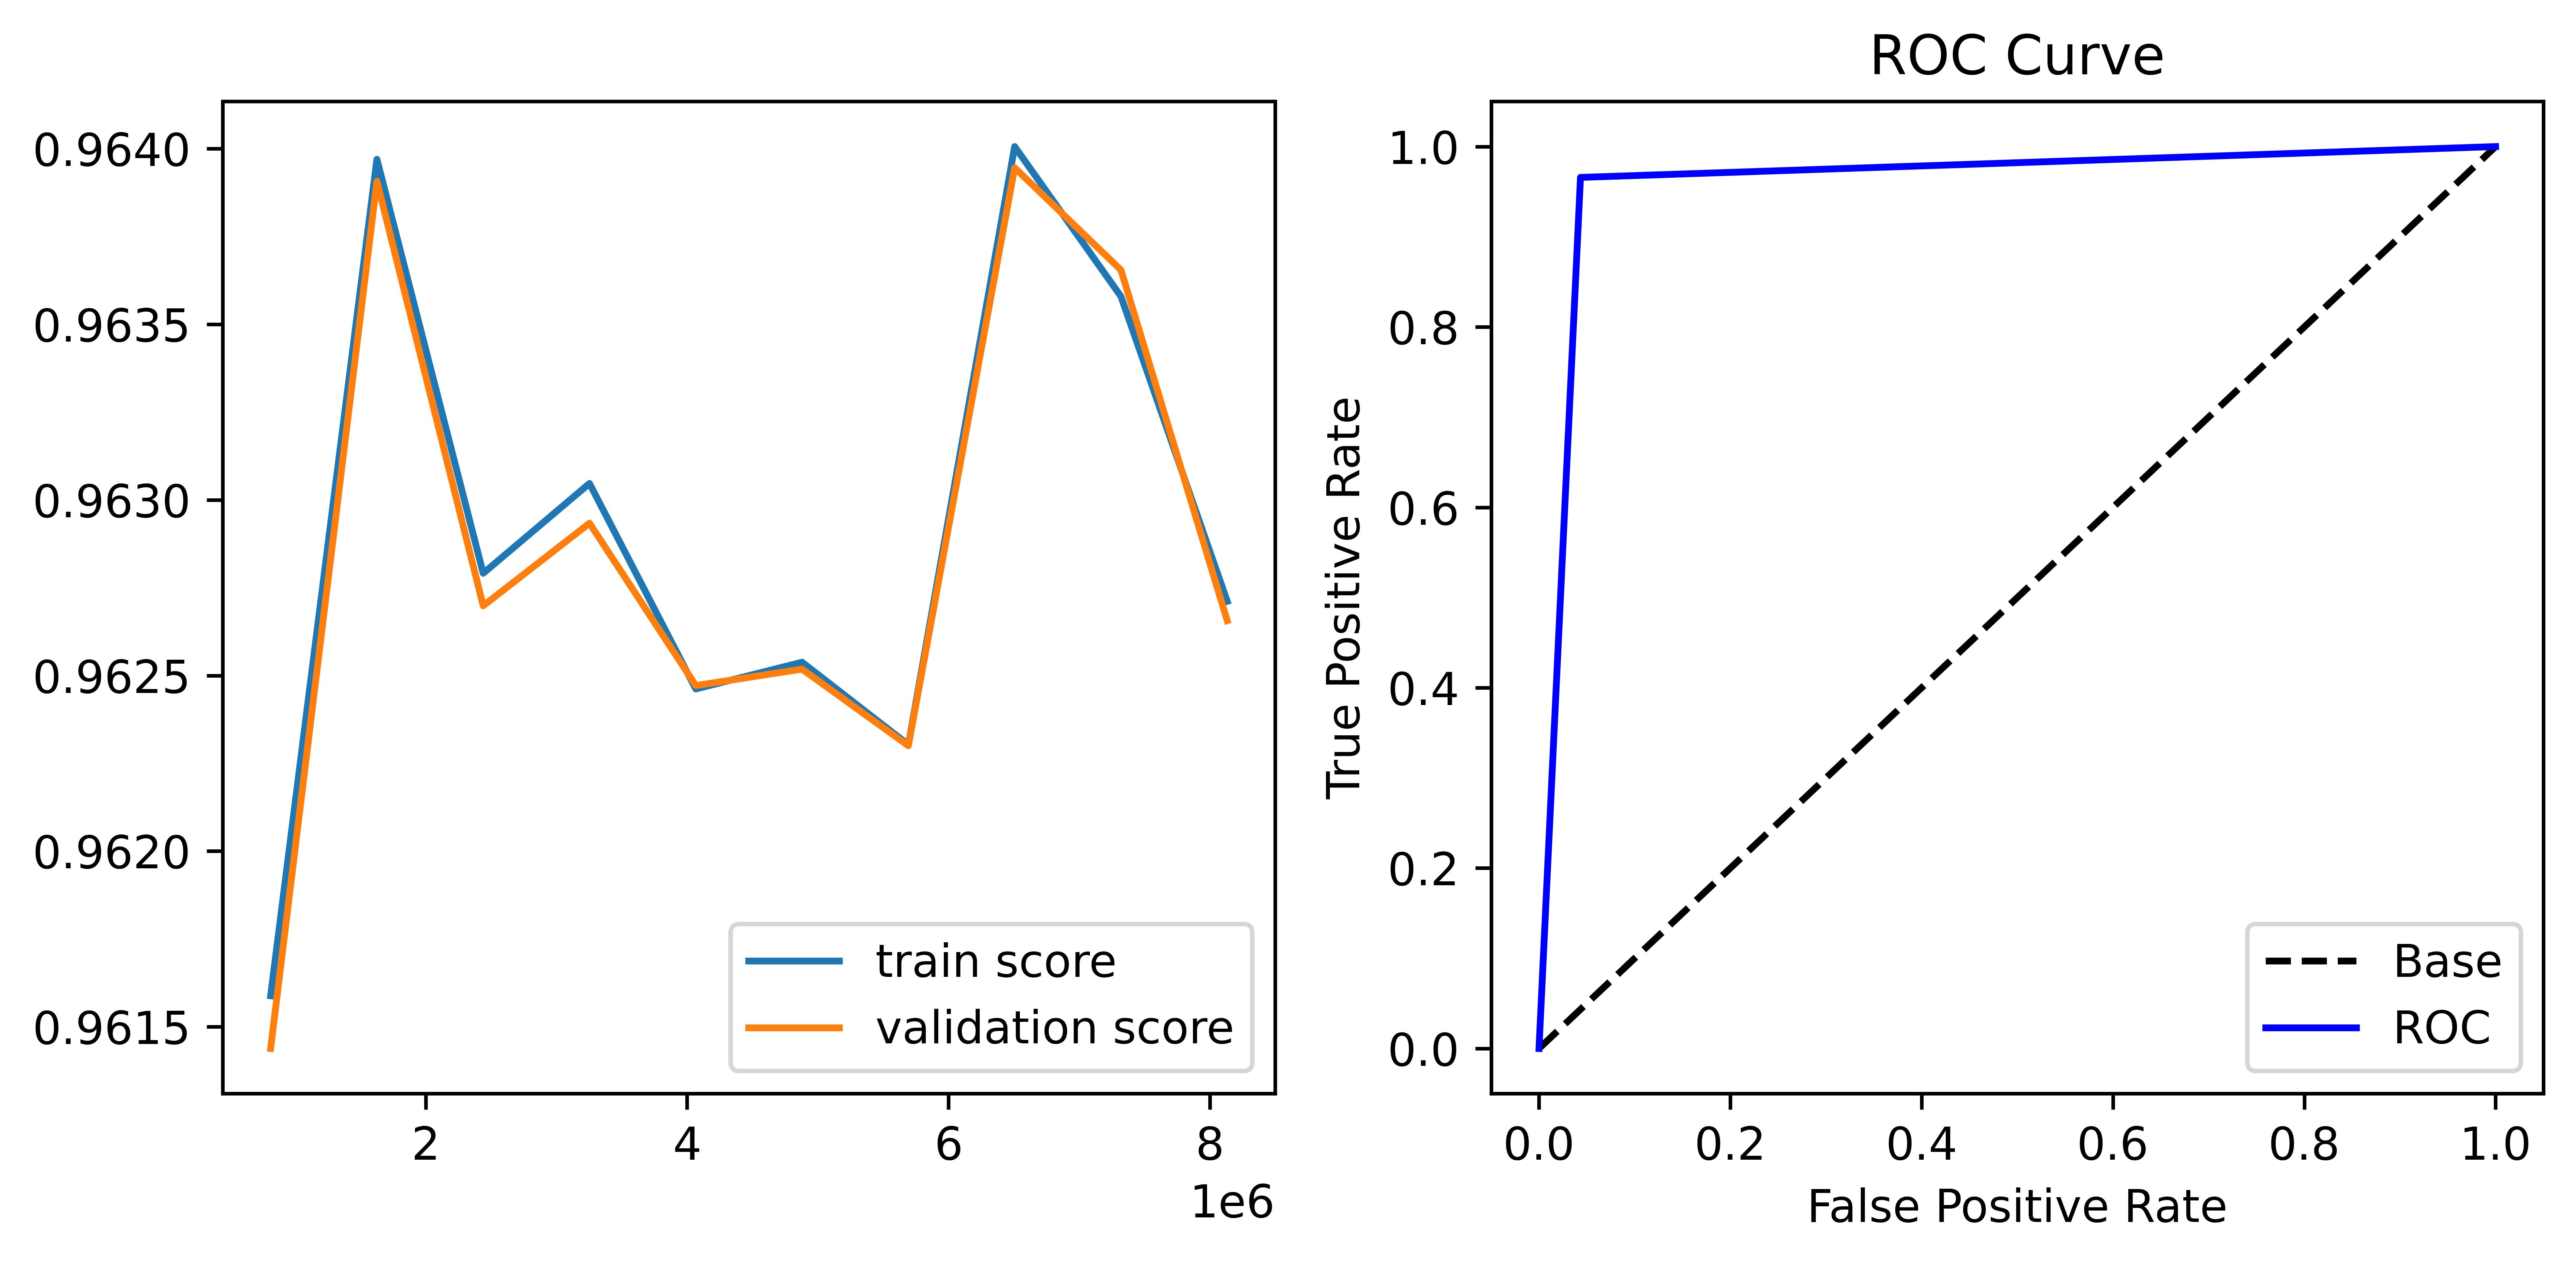 0.9640
0.9635
0.9630
0.9625
0.9620
0.9615
2 4 6 8
1e6
train score
validation score
ROC Curve
True Positive Rate
1.0
0.8
0.6
0.4
0.2
0.0
0.0 0.2 0.4 0.6 0.8 1.0
False Positive Rate
Base
ROC